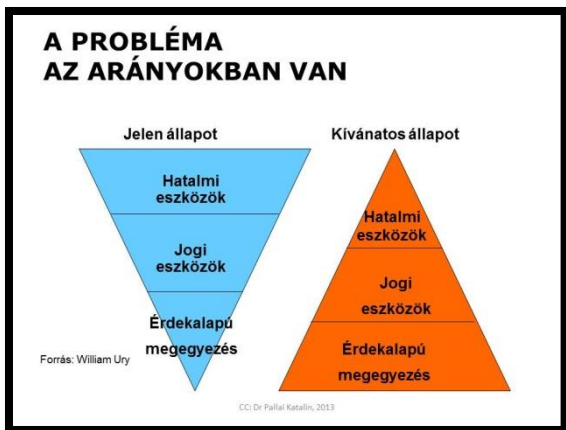 A PROBLÉMA
AZ ARÁNYOKBAN VAN
Jelen állapot
Hatalmi
eszközök
Jogi
eszközök
Érdekalapú
megegyezés
Kívánatos állapot
Hatalmi
eszközök
Jogi
eszközök
Érdekalapú
megegyezés
Forrás: William Ury
CC: Dr Pallai Katalin, 2013